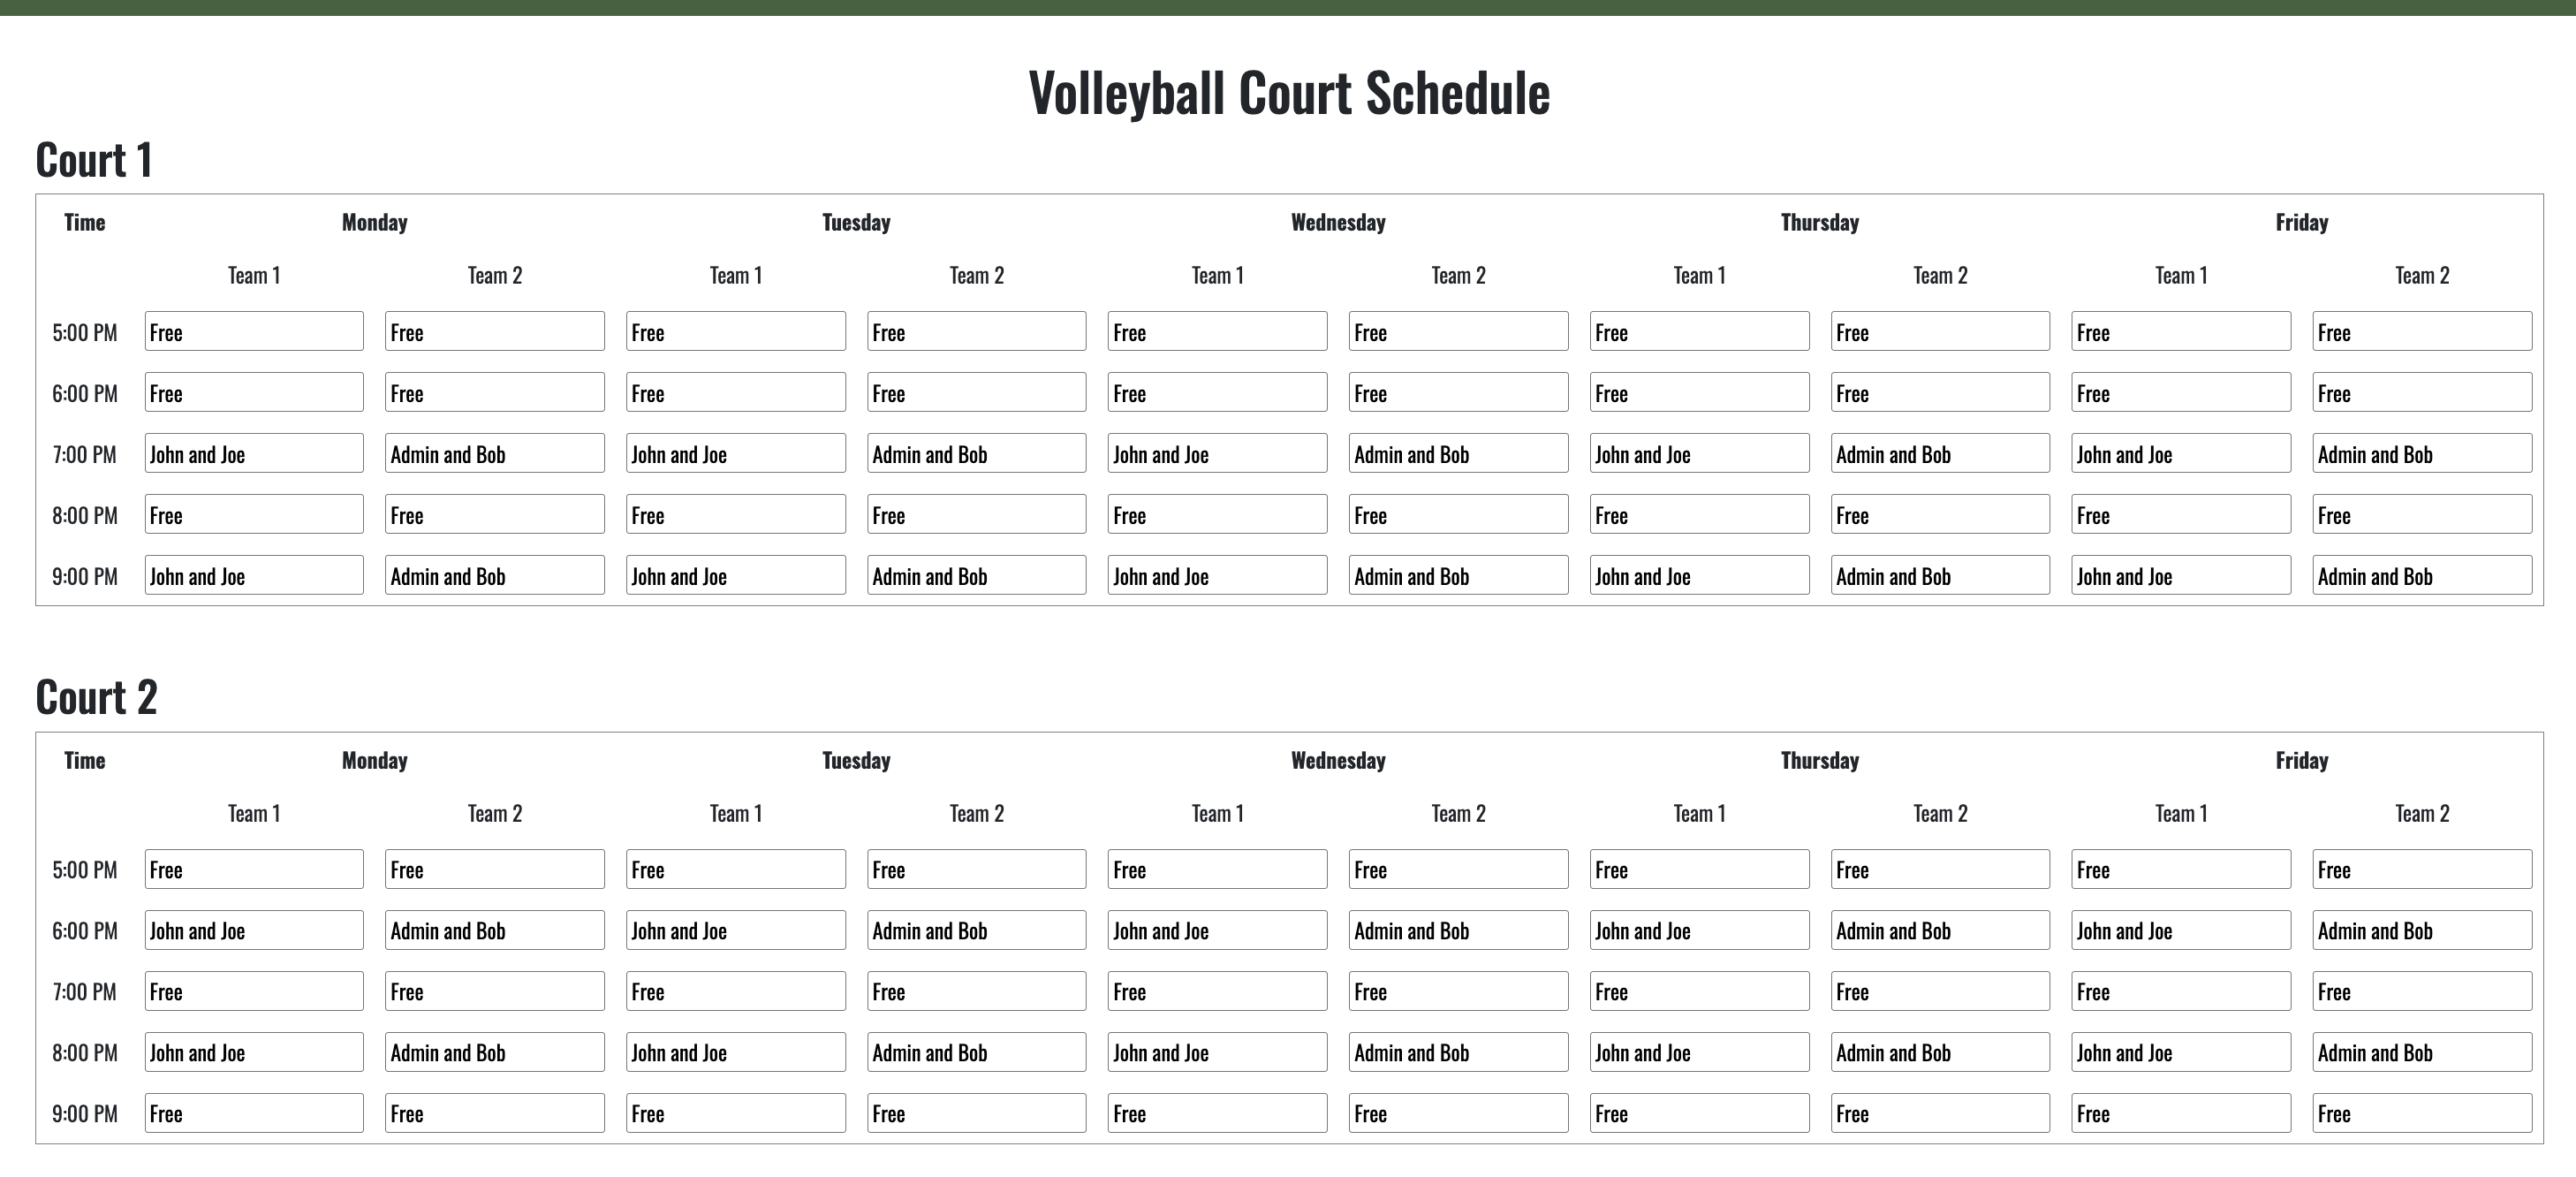 Volleyball Court Schedule
Court 1
Time Monday Tuesday Wednesday Thursday Friday
Team 1 Team 2 Team 1 Team 2 Team 1 Team 2 Team 1 Team 2 Team 1 Team 2
5:00 PM Free Free Free Free Free Free Free Free Free Free
6:00 PM Free Free Free Free Free Free Free Free Free Free
7:00 PM John and Joe Admin and Bob John and Joe Admin and Bob John and Joe Admin and Bob John and Joe Admin and Bob John and Joe Admin and Bob
8:00 PM Free Free Free Free Free Free Free Free Free Free
9:00 PM John and Joe Admin and Bob John and Joe Admin and Bob John and Joe Admin and Bob John and Joe Admin and Bob John and Joe Admin and Bob
Court 2
Time Monday Tuesday Wednesday Thursday Friday
Team 1 Team 2 Team 1 Team 2 Team 1 Team 2 Team 1 Team 2 Team 1 Team 2
5:00 PM Free Free Free Free Free Free Free Free Free Free
6:00 PM John and Joe Admin and Bob John and Joe Admin and Bob John and Joe Admin and Bob John and Joe Admin and Bob John and Joe Admin and Bob
7:00 PM Free Free Free Free Free Free Free Free Free Free
8:00 PM John and Joe Admin and Bob John and Joe Admin and Bob John and Joe Admin and Bob John and Joe Admin and Bob John and Joe Admin and Bob
9:00 PM Free Free Free Free Free Free Free Free Free Free